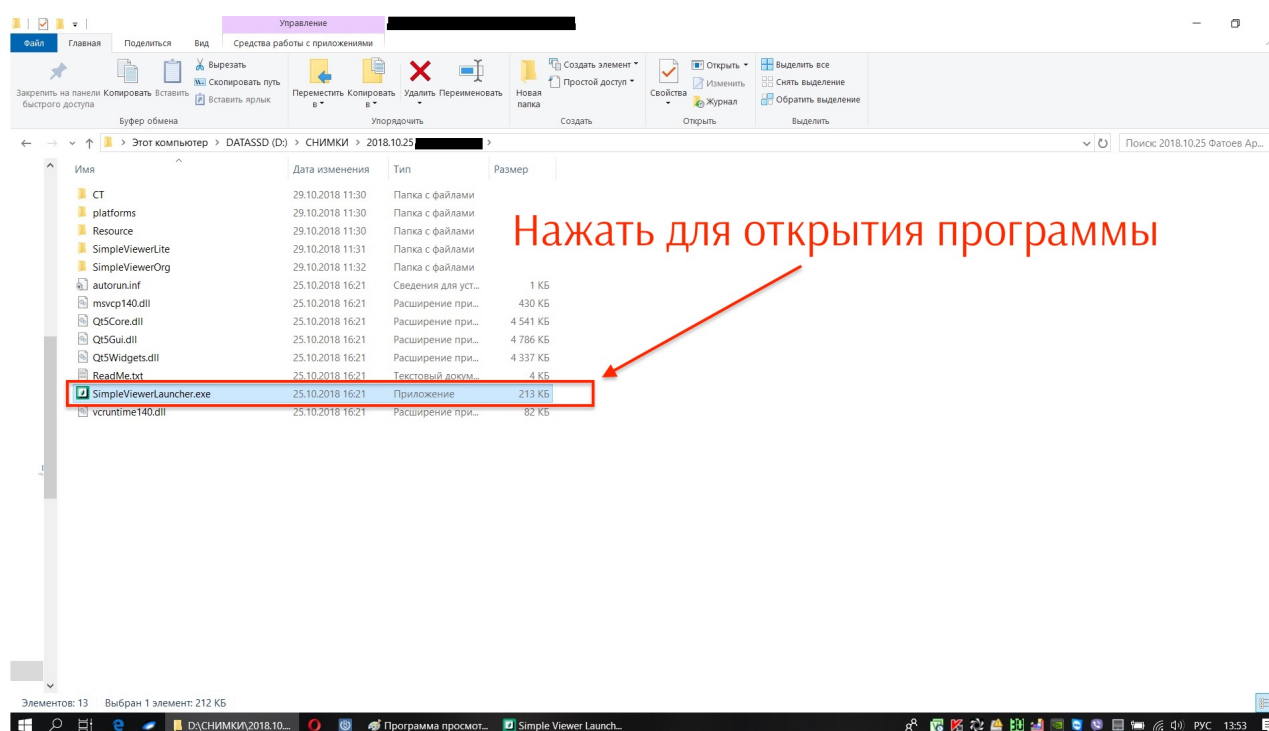 Управление
Файл Главная Поделиться Вид Средства работы с приложениями
Закрепить на панели быстрого доступа
Копировать
Вставить
Вырезать
Скопировать путь
Вставить ярлык
Переместить в
Копировать в
Удалить
Переименовать
Новая папка
Создать элемент
Простой доступ
Свойства
Открыть
Изменить
Журнал
Выделить все
Снять выделение
Обратить выделение
Буфер обмена Упорядочить Создать Открыть Выделить
Этот компьютер > DATASSD (D:) > СНИМКИ > 2018.10.25 > Поиск: 2018.10.25 Фатоев Ар...
Имя Дата изменения Тип Размер
CT 29.10.2018 11:30 Папка с файлами
platforms 29.10.2018 11:30 Папка с файлами
Resource 29.10.2018 11:30 Папка с файлами
SimpleViewerLite 29.10.2018 11:31 Папка с файлами
SimpleViewerOrg 29.10.2018 11:32 Папка с файлами
autorun.inf 25.10.2018 16:21 Сведения для уст... 1 КБ
msvcp140.dll 25.10.2018 16:21 Расширение при... 430 КБ
Qt5Core.dll 25.10.2018 16:21 Расширение при... 4 541 КБ
Qt5Gui.dll 25.10.2018 16:21 Расширение при... 4 786 КБ
Qt5Widgets.dll 25.10.2018 16:21 Расширение при... 4 337 КБ
ReadMe.txt 25.10.2018 16:21 Текстовый докум... 4 КБ
SimpleViewerLauncher.exe 25.10.2018 16:21 Приложение 213 КБ
vcruntime140.dll 25.10.2018 16:21 Расширение при... 82 КБ
Нажать для открытия программы
Элементов: 13 Выбран 1 элемент: 212 КБ
D:\СНИМКИ\2018.10.... Программа просмот... Simple Viewer Launch... РУС 13:53